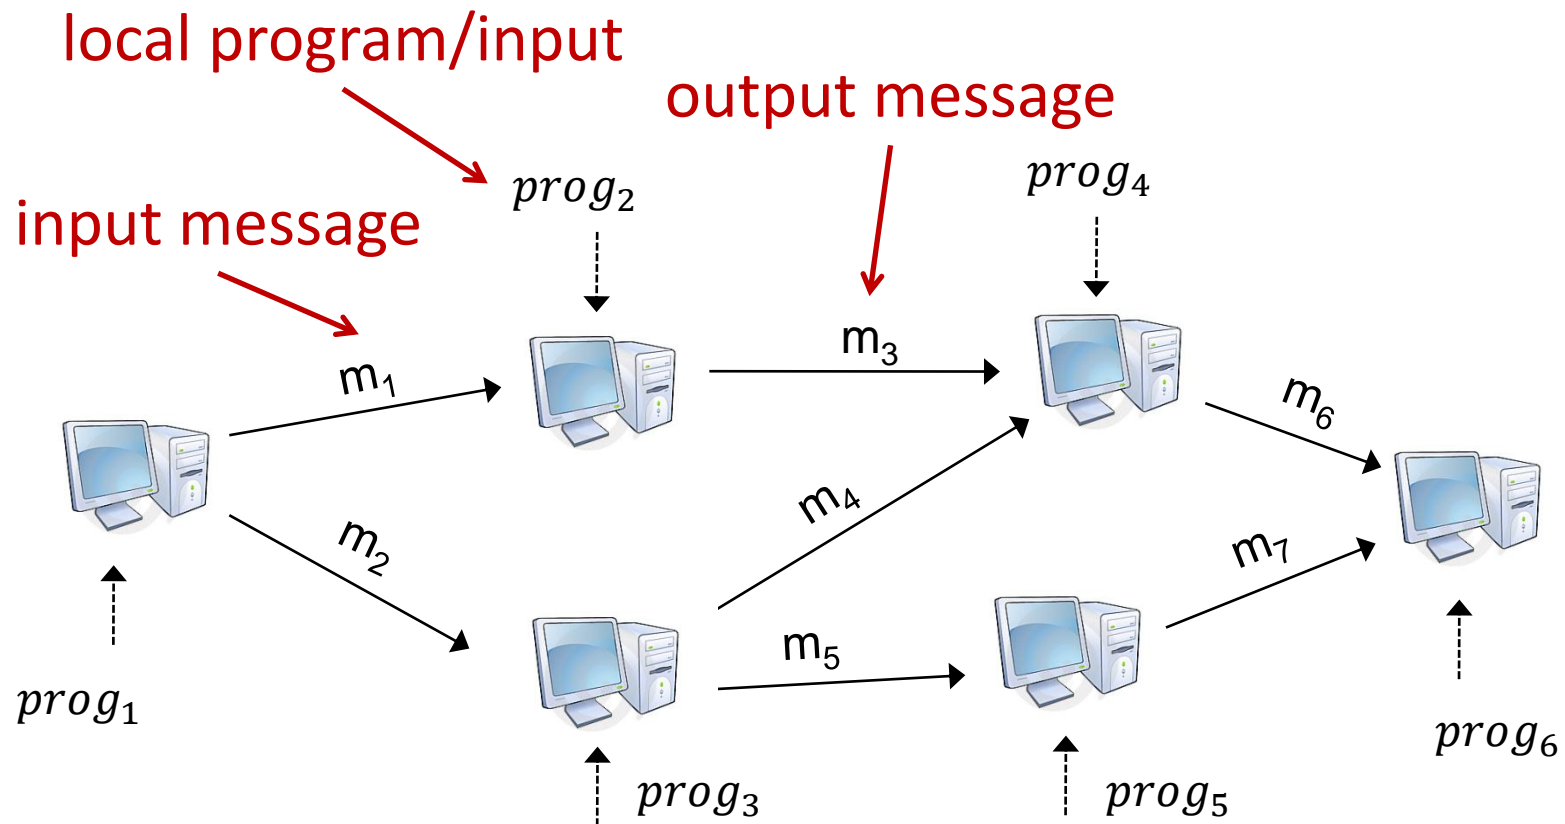 local program/input
output message
prog₄
prog₂
input message
m₃
m₁
m₆
m₄
m₂
m₇
m₅
prog₁
prog₆
prog₃
prog₅